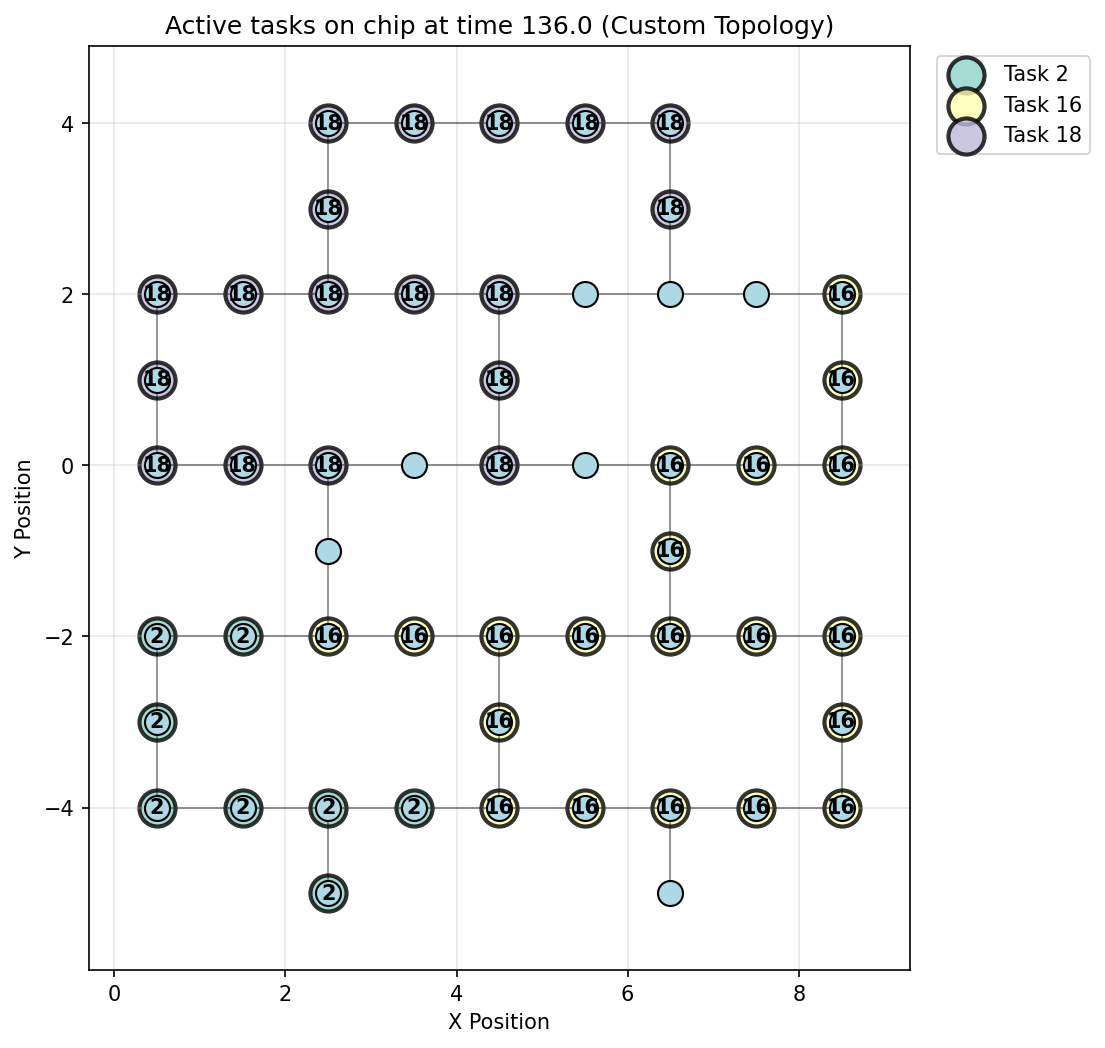 Active tasks on chip at time 136.0 (Custom Topology)
Task 2
Task 16
Task 18
4
18 18 18 18 18
18 18
2
18 18 18 18 18 16
18 18 16
0
18 18 18 18 16 16 16
16
−2
2 2 16 16 16 16 16 16 16
2 16 16
−4
2 2 2 2 16 16 16 16 16
2
0 2 4 6 8
X Position
Y Position